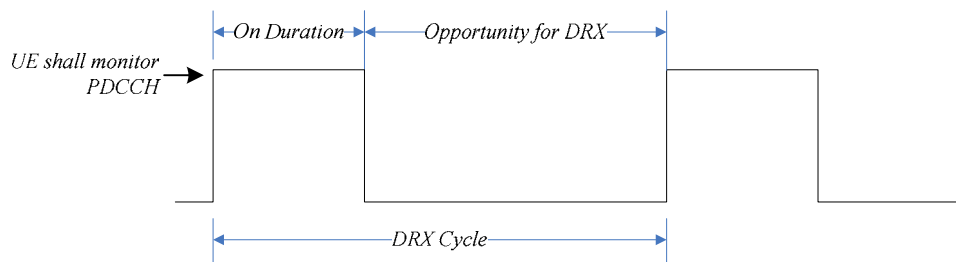 On Duration
Opportunity for DRX
UE shall monitor
PDCCH
DRX Cycle